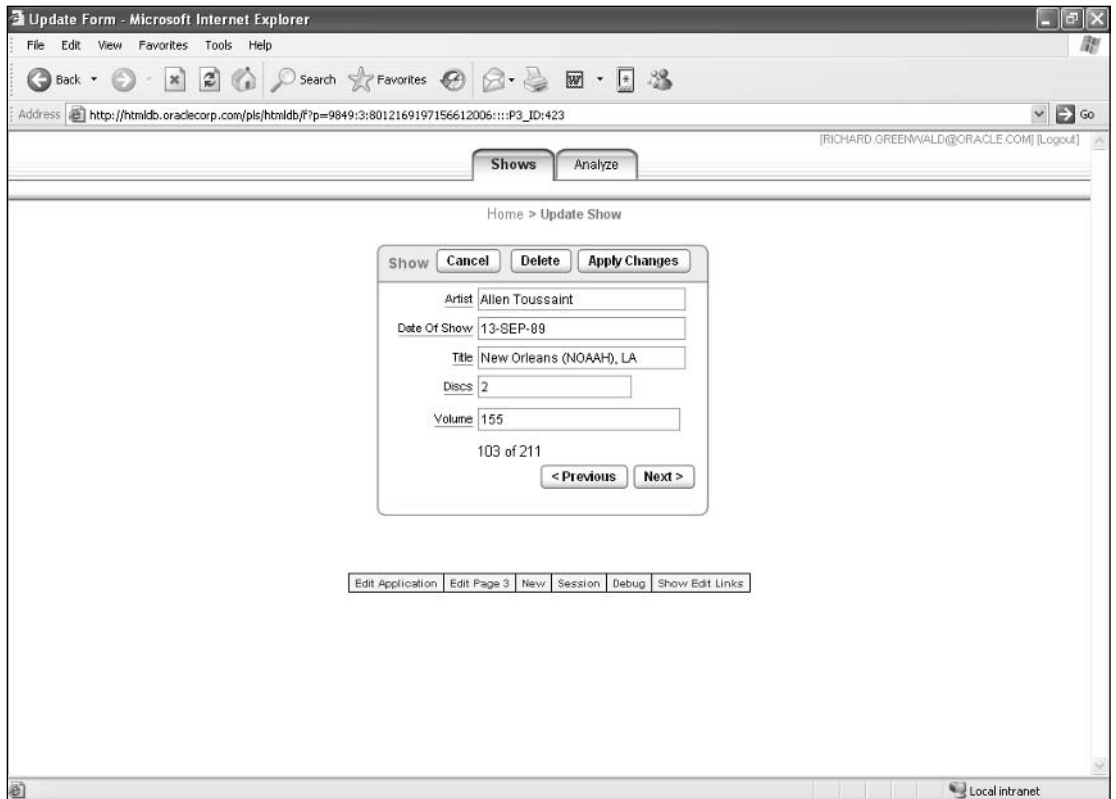 Update Form - Microsoft Internet Explorer
File Edit View Favorites Tools Help
Back Search Favorites
Address http://htmldb.oraclecorp.com/pls/htmldb/f?p=9849:3:8012169197156612006::::P3_ID:423 Go
[RICHARD.GREENWALD@ORACLE.COM] [Logout]
Shows Analyze
Home > Update Show
Show Cancel Delete Apply Changes
Artist Allen Toussaint
Date Of Show 13-SEP-89
Title New Orleans (NOAAH), LA
Discs 2
Volume 155
103 of 211
< Previous Next >
Edit Application Edit Page 3 New Session Debug Show Edit Links
Local intranet